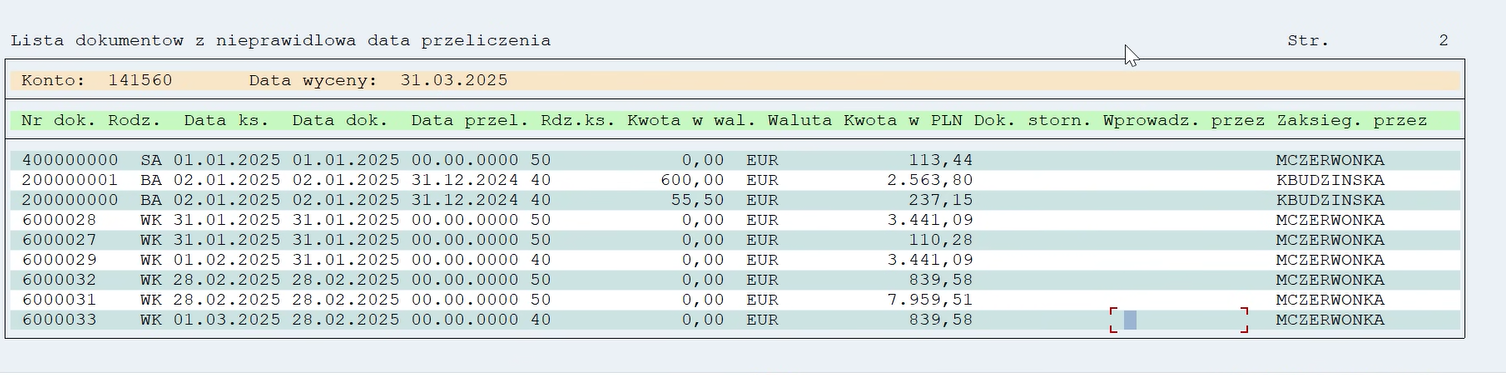 Lista dokumentow z nieprawidlowa data przeliczenia Str. 2
Konto: 141560 Data wyceny: 31.03.2025
Nr dok. Rodz. Data ks. Data dok. Data przel. Rdz.ks. Kwota w wal. Waluta Kwota w PLN Dok. storn. Wprowadz. przez Zaksieg. przez
400000000 SA 01.01.2025 01.01.2025 00.00.0000 50 0,00 EUR 113,44 MCZERWONKA
200000001 BA 02.01.2025 02.01.2025 31.12.2024 40 600,00 EUR 2.563,80 KBUDZINSKA
200000000 BA 02.01.2025 02.01.2025 31.12.2024 40 55,50 EUR 237,15 KBUDZINSKA
6000028 WK 31.01.2025 31.01.2025 00.00.0000 50 0,00 EUR 3.441,09 MCZERWONKA
6000027 WK 31.01.2025 31.01.2025 00.00.0000 50 0,00 EUR 110,28 MCZERWONKA
6000029 WK 01.02.2025 31.01.2025 00.00.0000 40 0,00 EUR 3.441,09 MCZERWONKA
6000032 WK 28.02.2025 28.02.2025 00.00.0000 50 0,00 EUR 839,58 MCZERWONKA
6000031 WK 28.02.2025 28.02.2025 00.00.0000 50 0,00 EUR 7.959,51 MCZERWONKA
6000033 WK 01.03.2025 28.02.2025 00.00.0000 40 0,00 EUR 839,58 MCZERWONKA